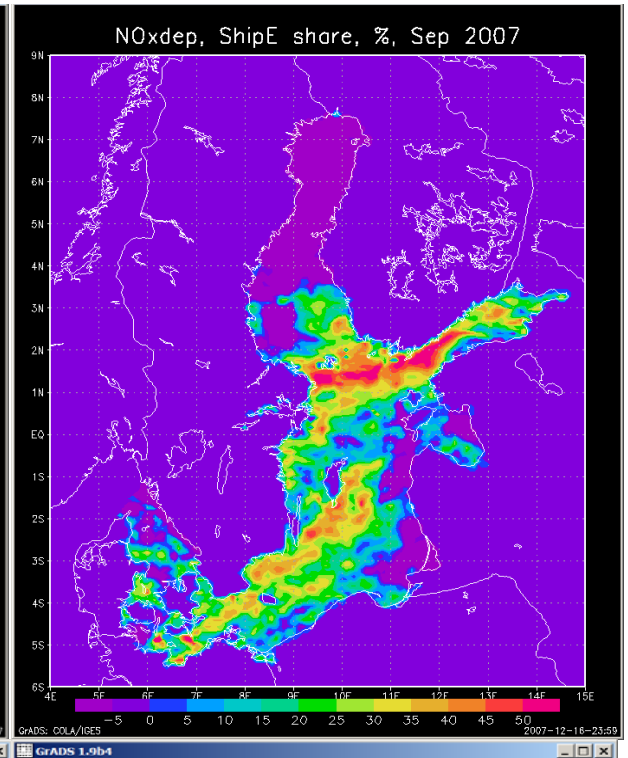 NOxdep, ShipE share, %, Sep 2007
9N
8N
7N
6N
5N
4N
3N
2N
1N
EQ
1S
2S
3S
4S
5S
6S
4E 5E 6E 7E 8E 9E 10E 11E 12E 13E 14E 15E
-5 0 5 10 15 20 25 30 35 40 45 50
GrADS: COLA/IGES 2007-12-16-23:59
GrADS 1.9b4